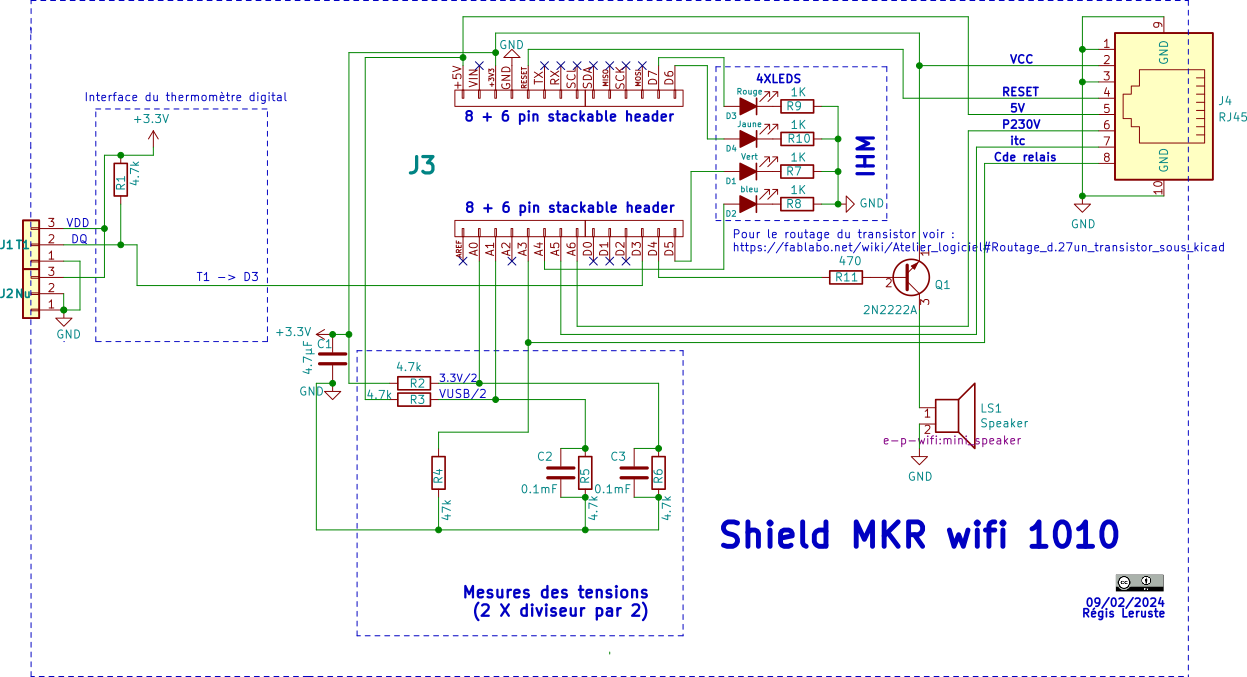 Interface du thermomètre digital
+3.3V
R1
4.7k
J1 T1
3
2
1
VDD
DQ
J2 Nu
3
2
1
GND
T1 -> D3
GND
+5V
VIN
+3V3
GND
RESET
TX
RX
SCL
SDA
MISO
SCK
MOSI
D7
D6
8 + 6 pin stackable header
J3
8 + 6 pin stackable header
AREF
A0
A1
A2
A3
A4
A5
A6
D0
D1
D2
D3
D4
D5
4XLEDS
Rouge
D3
1K
R9
Jaune
D4
1K
R10
Vert
D1
1K
R7
bleu
D2
1K
R8
GND
IHM
Pour le routage du transistor voir :
https://fablabo.net/wiki/Atelier_logiciel#Routage_d.27un_transistor_sous_kicad
470
R11
1
2
3
Q1
2N2222A
VCC
RESET
5V
P230V
itc
Cde relais
9
1
2
3
4
5
6
7
8
10
GND
GND
J4
RJ45
GND
+3.3V
C1
4.7µF
GND
4.7k
R2
3.3V/2
4.7k
R3
VUSB/2
R4
47k
C2
0.1mF
R5
4.7k
C3
0.1mF
R6
4.7k
1
2
LS1
Speaker
e-p-wifi:mini_speaker
GND
Shield MKR wifi 1010
Mesures des tensions
(2 X diviseur par 2)
cc
09/02/2024
Régis Leruste